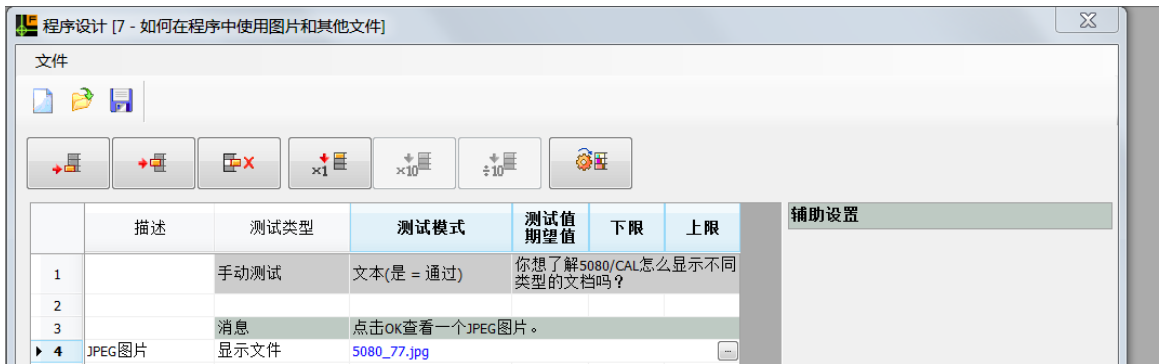 程序设计 [7 - 如何在程序中使用图片和其他文件]
文件
×1 ×10 ÷10
描述 测试类型 测试模式 测试值 期望值 下限 上限 辅助设置
1 手动测试 文本(是 = 通过) 你想了解5080/CAL怎么显示不同
类型的文档吗？
2
3 消息 点击OK查看一个JPEG图片。
4 JPEG图片 显示文件 5080_77.jpg ...